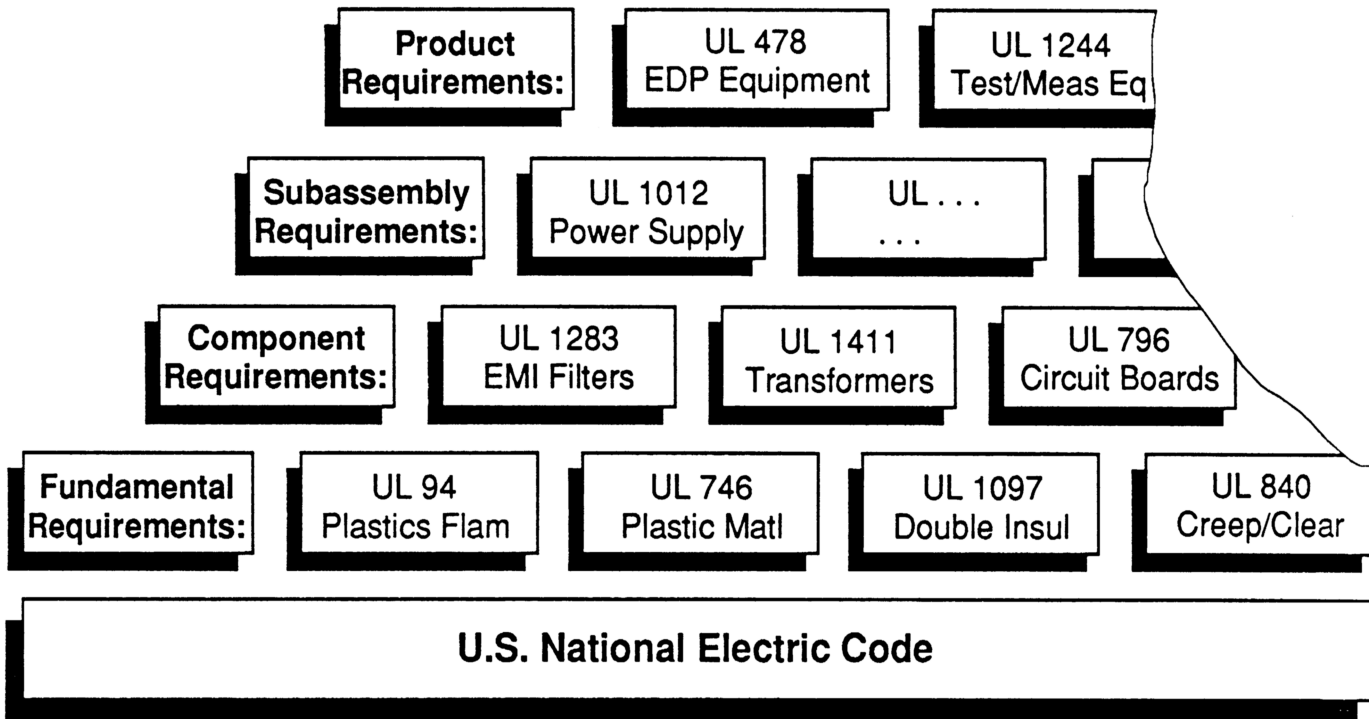 Product
Requirements:
UL 478
EDP Equipment
UL 1244
Test/Meas Eq
Subassembly
Requirements:
UL 1012
Power Supply
UL . . .
. . .
Component
Requirements:
UL 1283
EMI Filters
UL 1411
Transformers
UL 796
Circuit Boards
Fundamental
Requirements:
UL 94
Plastics Flam
UL 746
Plastic Matl
UL 1097
Double Insul
UL 840
Creep/Clear
U.S. National Electric Code